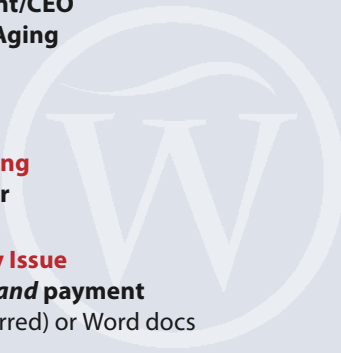 nt/CEO
Aging
ng
r
y Issue
and payment
rred) or Word docs
W